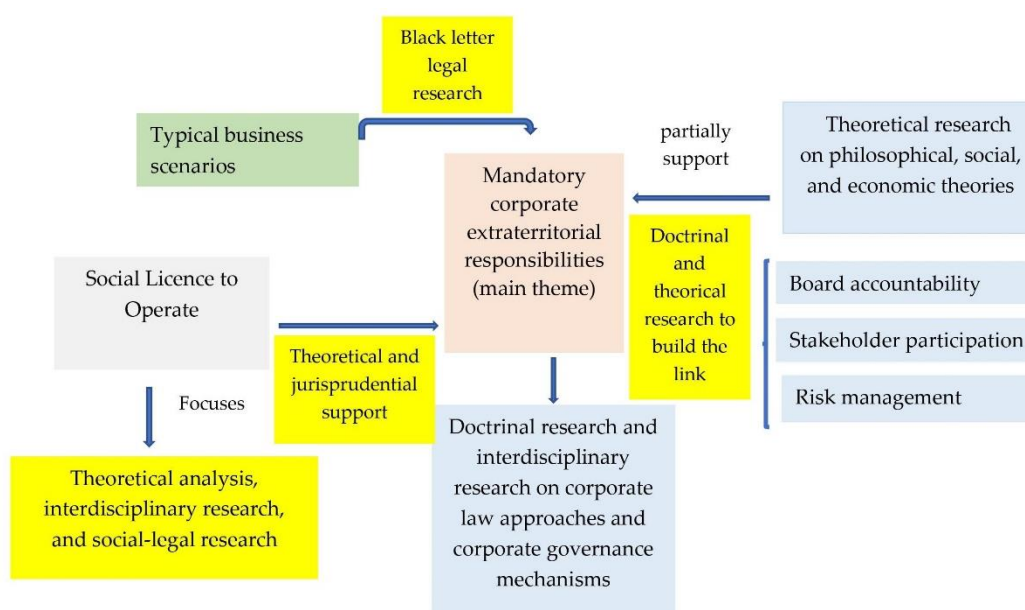 Black letter
legal
research
Typical business
scenarios
partially
support
Theoretical research
on philosophical, social,
and economic theories
Mandatory
corporate
extraterritorial
responsibilities
(main theme)
Social Licence to
Operate
Doctrinal
and
theorical
research to
build the
link
Board accountability
Stakeholder participation
Risk management
Theoretical and
jurisprudential
support
Focuses
Theoretical analysis,
interdisciplinary research,
and social-legal research
Doctrinal research and
interdisciplinary
research on corporate
law approaches and
corporate governance
mechanisms